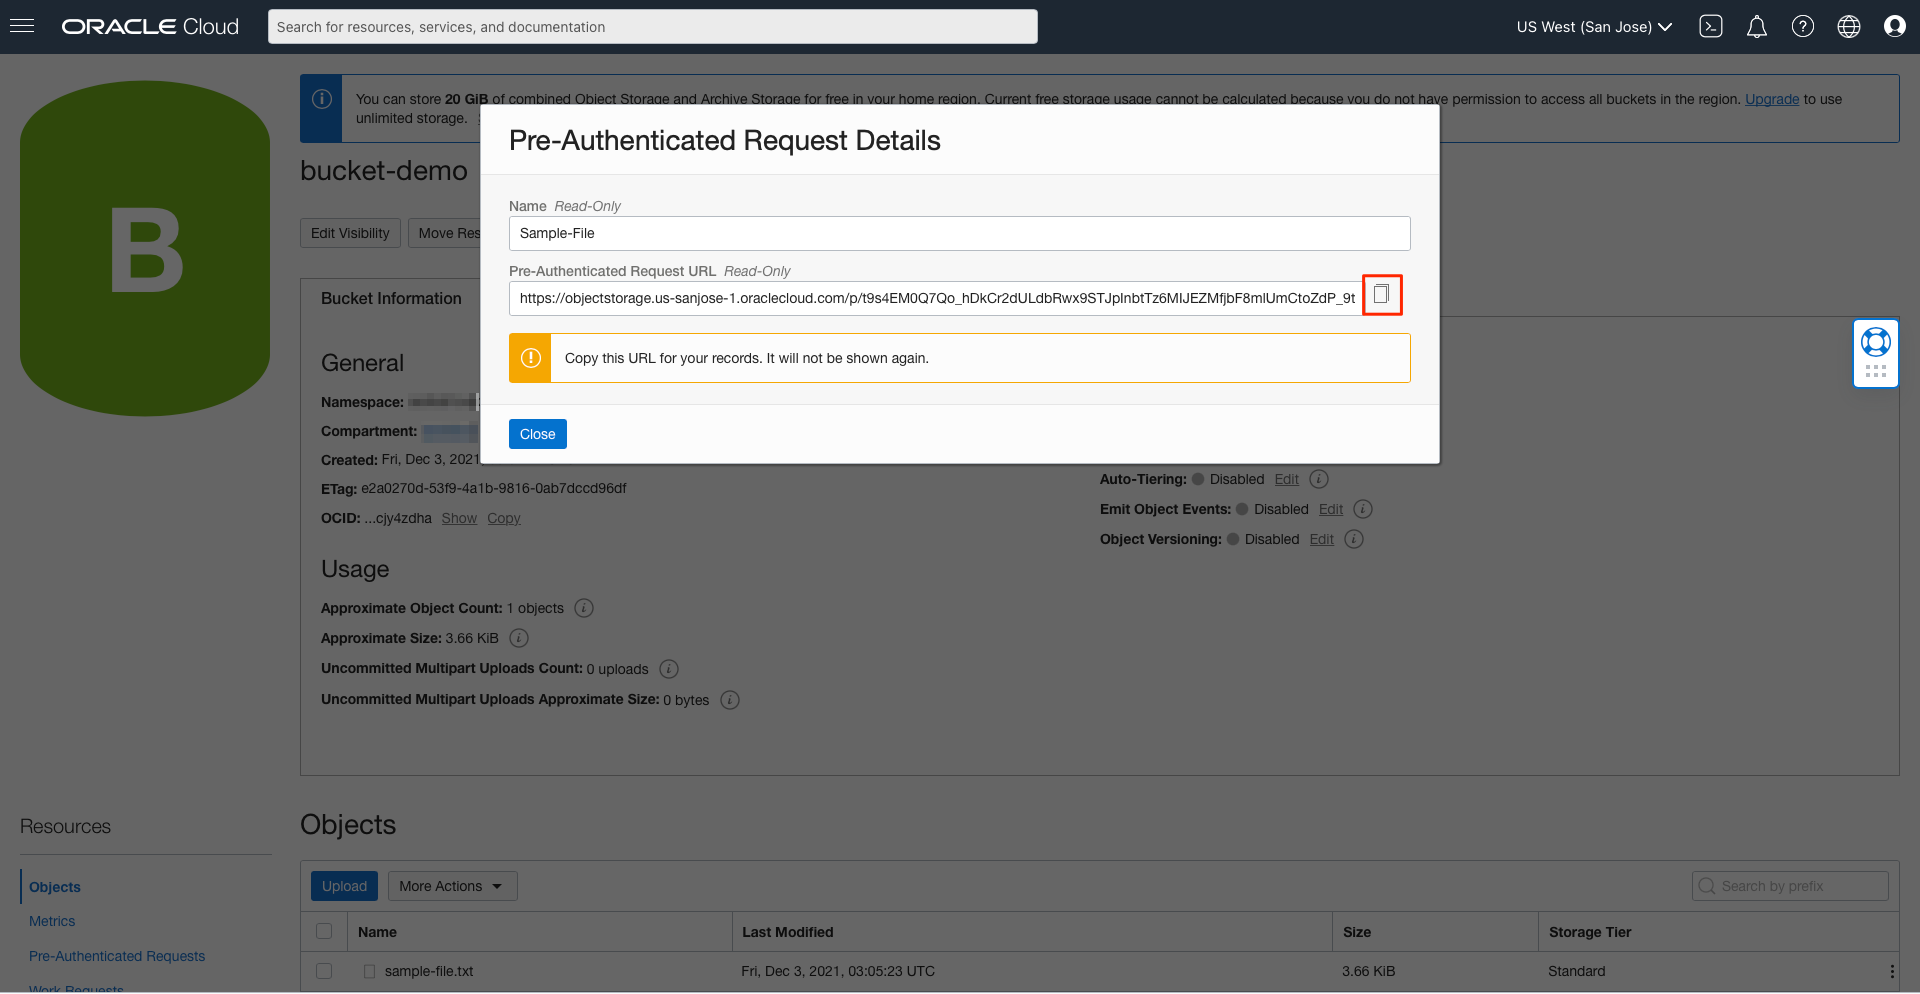 ORACLE Cloud
Search for resources, services, and documentation
US West (San Jose)
You can store 20 GiB of combined Object Storage and Archive Storage for free in your home region. Current free storage usage cannot be calculated because you do not have permission to access all buckets in the region. Upgrade to use
unlimited storage.
B
bucket-demo
Edit Visibility
Move Res
Pre-Authenticated Request Details
Name Read-Only
Sample-File
Pre-Authenticated Request URL Read-Only
https://objectstorage.us-sanjose-1.oraclecloud.com/p/t9s4EM0Q7Qo_hDkCr2dULdbRwx9STJpInbtTz6MIJEZMfjbF8mlUmCtoZdP_9t
Copy this URL for your records. It will not be shown again.
Close
Bucket Information
General
Namespace:
Compartment:
Created: Fri, Dec 3, 2021,
ETag: e2a0270d-53f9-4a1b-9816-0ab7dccd96df
OCID: ...cjy4zdha Show Copy
Usage
Approximate Object Count: 1 objects
Approximate Size: 3.66 KiB
Uncommitted Multipart Uploads Count: 0 uploads
Uncommitted Multipart Uploads Approximate Size: 0 bytes
Auto-Tiering: Disabled Edit
Emit Object Events: Disabled Edit
Object Versioning: Disabled Edit
Resources
Objects
Metrics
Pre-Authenticated Requests
Work Requests
Objects
Upload
More Actions
Search by prefix
Name Last Modified Size Storage Tier
sample-file.txt Fri, Dec 3, 2021, 03:05:23 UTC 3.66 KiB Standard